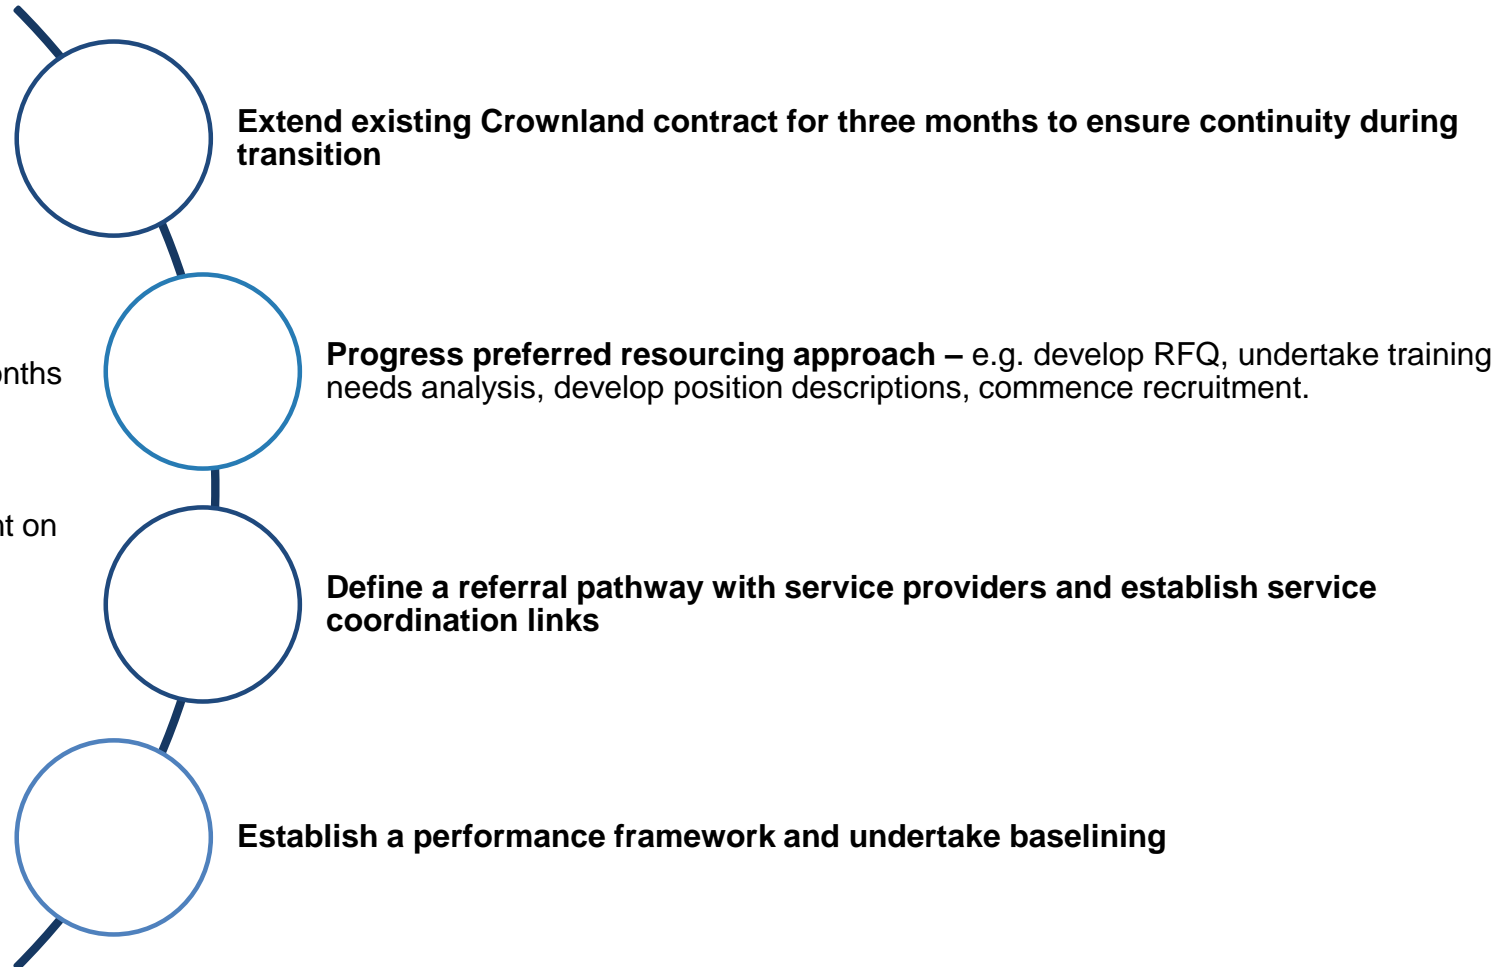 Extend existing Crownland contract for three months to ensure continuity during
transition
Progress preferred resourcing approach – e.g. develop RFQ, undertake training
needs analysis, develop position descriptions, commence recruitment.
on
Define a referral pathway with service providers and establish service
coordination links
Establish a performance framework and undertake baselining